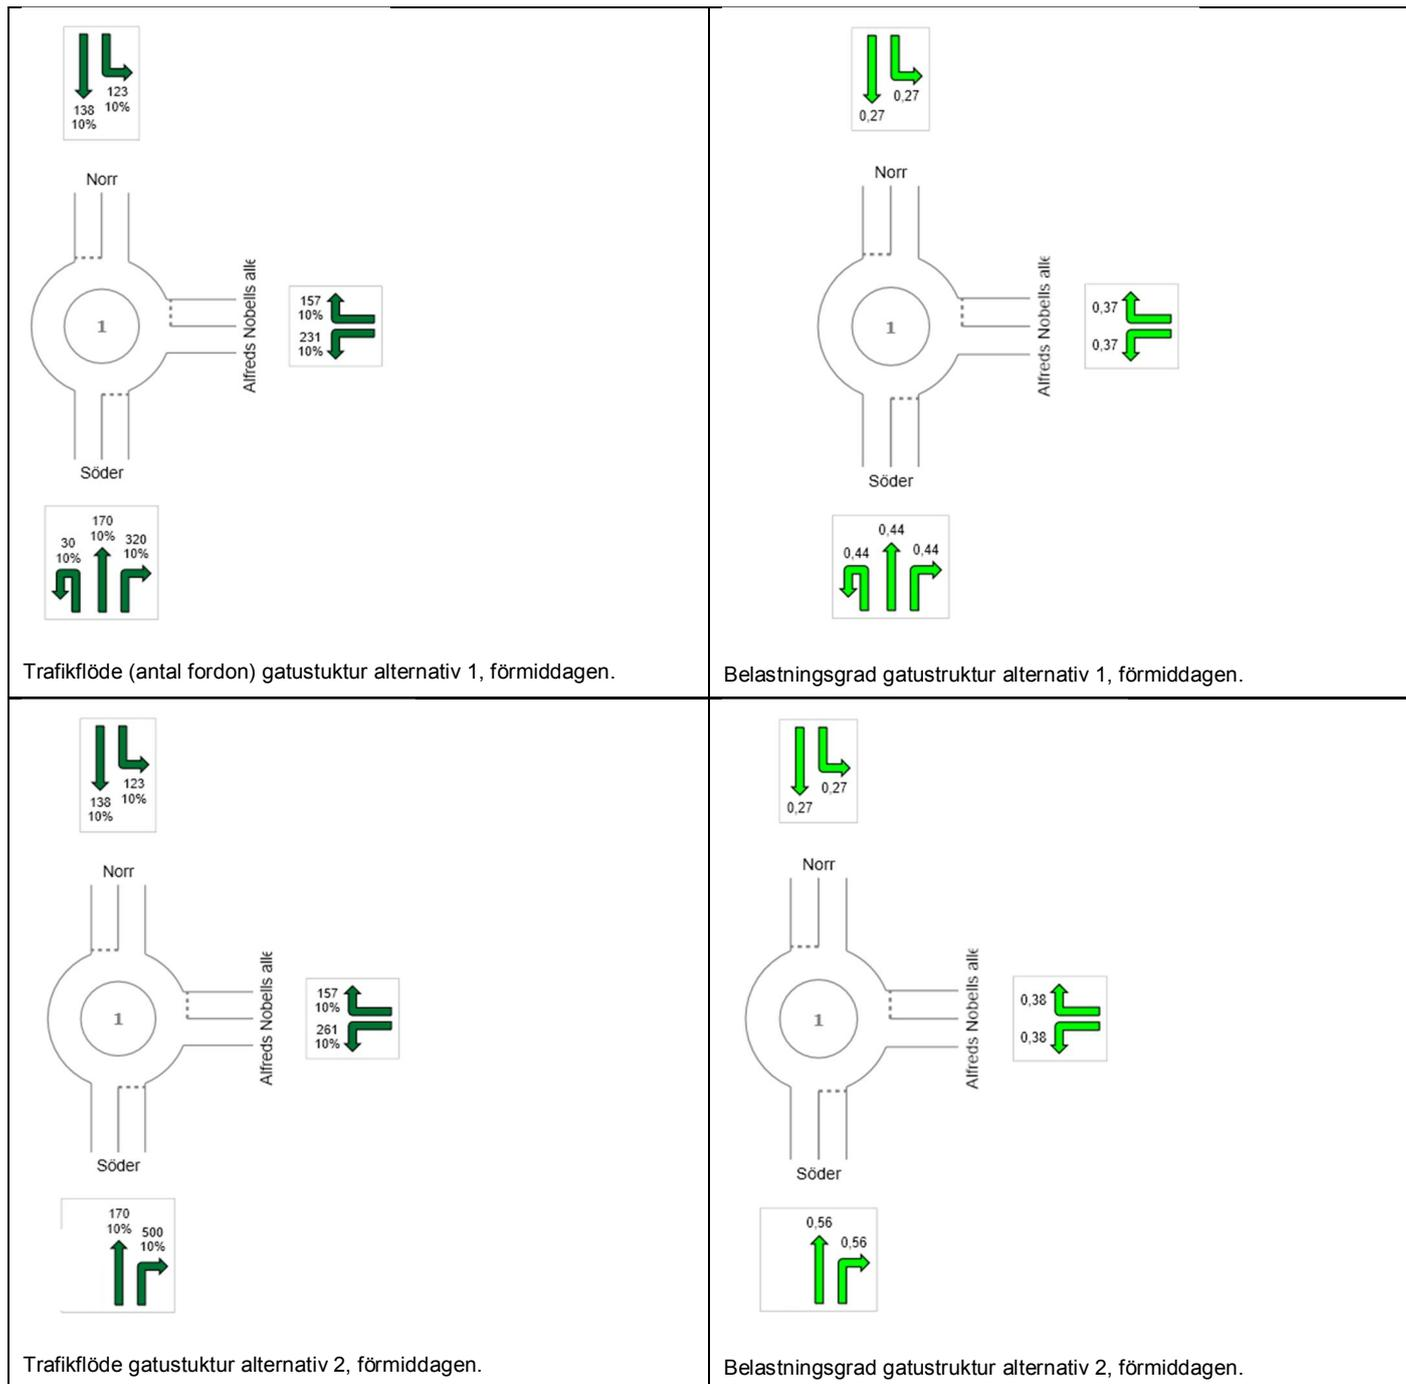 138
10%
123
10%
Norr
1
Alfreds Nobells alle
157
10%
231
10%
Söder
30
10%
170
10%
320
10%
Trafikflöde (antal fordon) gatustuktur alternativ 1, förmiddagen.
0,27
0,27
Norr
1
Alfreds Nobells alle
0,37
0,37
Söder
0,44
0,44
0,44
Belastningsgrad gatustruktur alternativ 1, förmiddagen.
138
10%
123
10%
Norr
1
Alfreds Nobells alle
157
10%
261
10%
Söder
170
10%
500
10%
Trafikflöde gatustuktur alternativ 2, förmiddagen.
0,27
0,27
Norr
1
Alfreds Nobells alle
0,38
0,38
Söder
0,56
0,56
Belastningsgrad gatustruktur alternativ 2, förmiddagen.